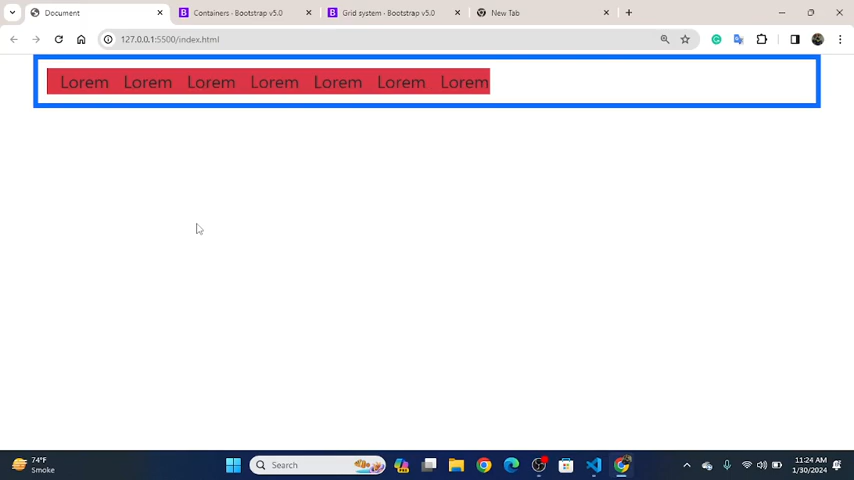 Document
Containers - Bootstrap v5.0
Grid system - Bootstrap v5.0
New Tab
127.0.0.1:5500/index.html
Lorem Lorem Lorem Lorem Lorem Lorem Lorem
74°F
Smoke
Search
11:24 AM
1/30/2024